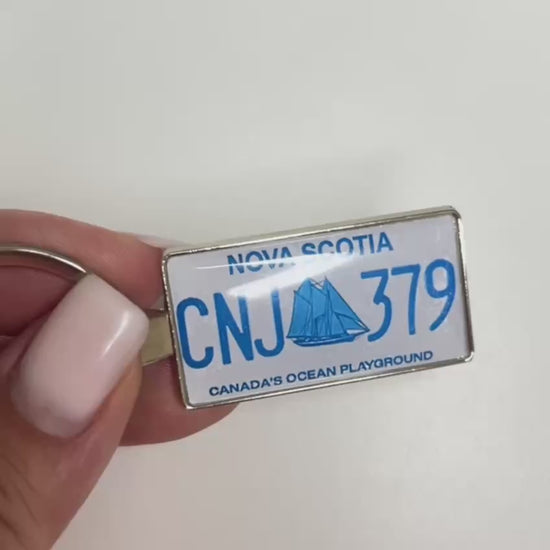 NOVA SCOTIA
CNJ 379
CANADA'S OCEAN PLAYGROUND